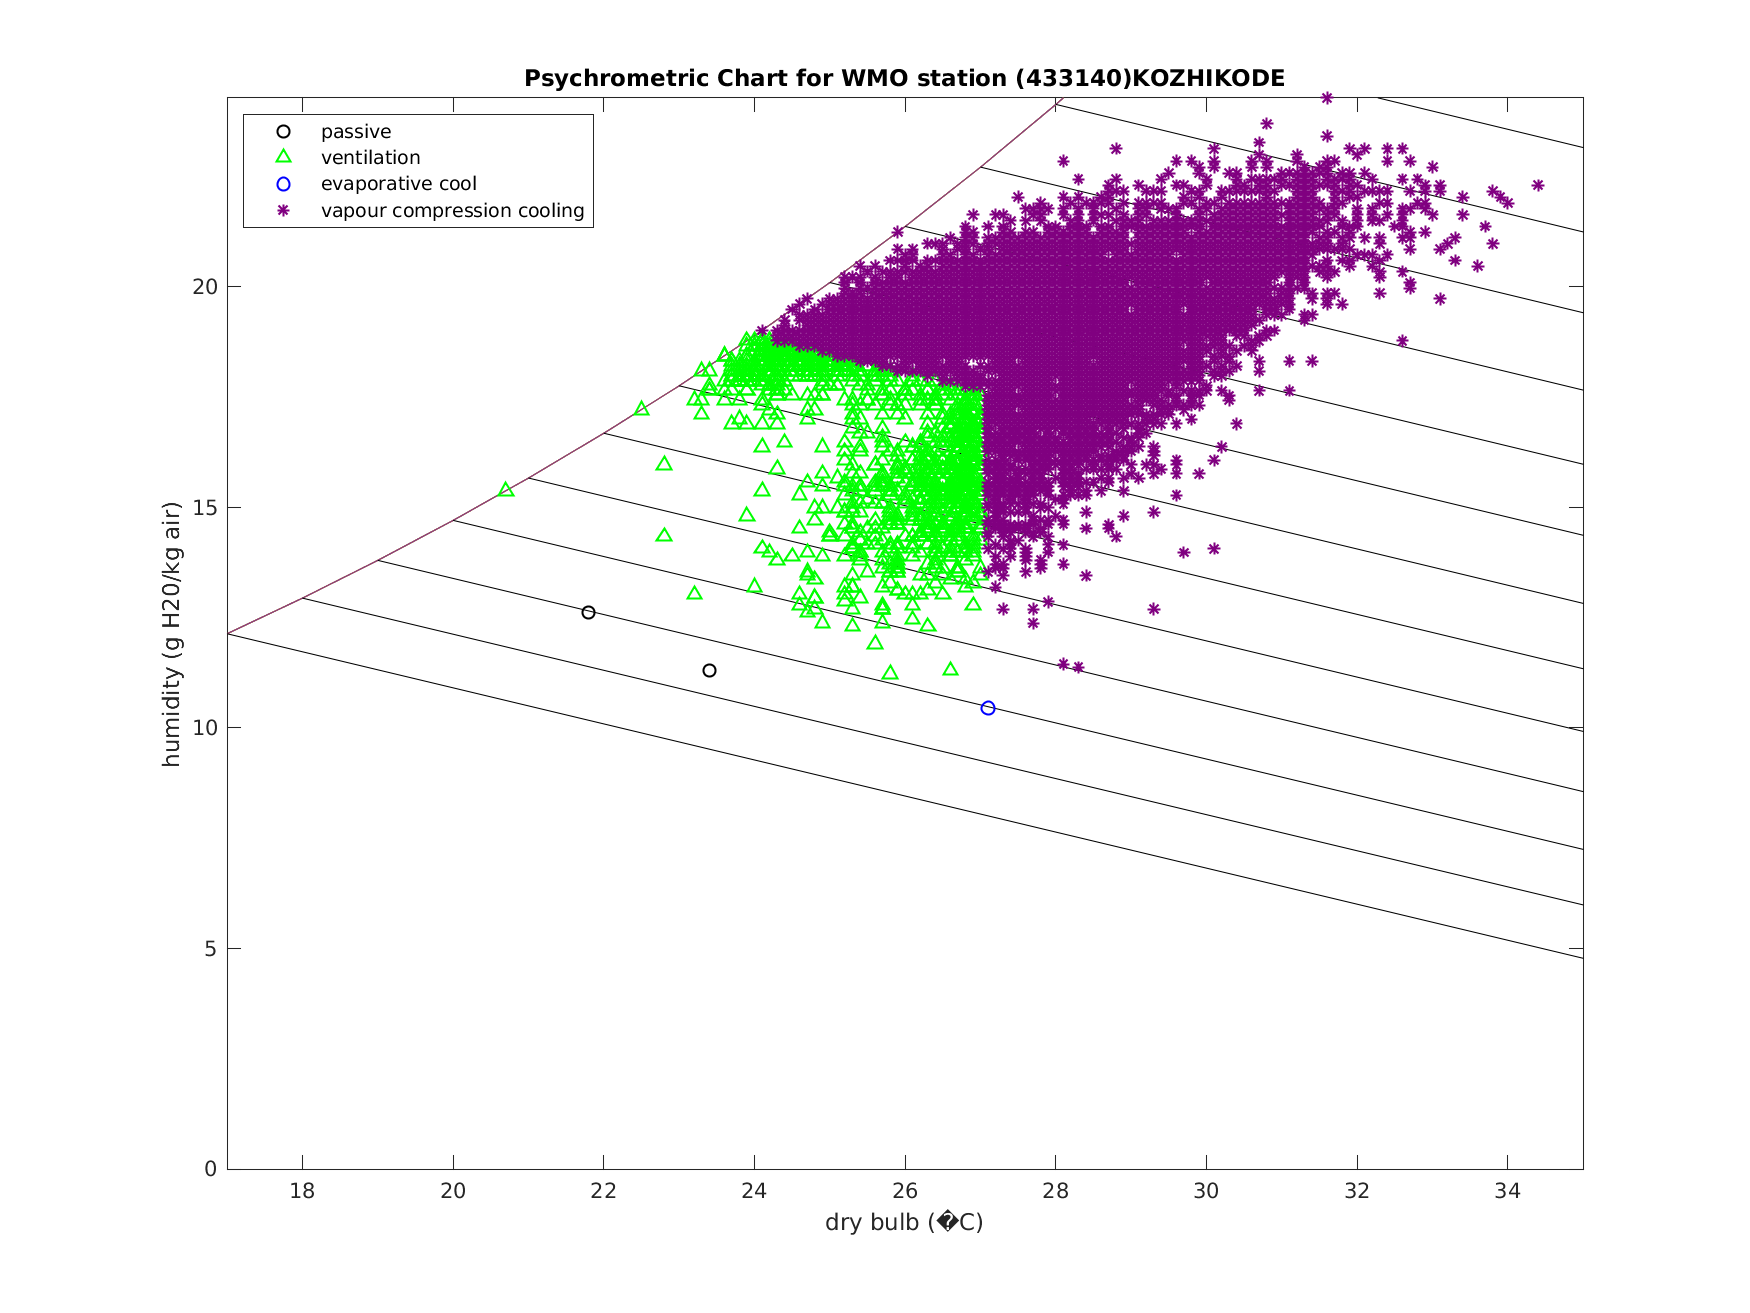 Psychrometric Chart for WMO station (433140)KOZHIKODE
passive
ventilation
evaporative cool
vapour compression cooling
20
15
10
5
0
humidity (g H20/kg air)
18 20 22 24 26 28 30 32 34
dry bulb (�C)